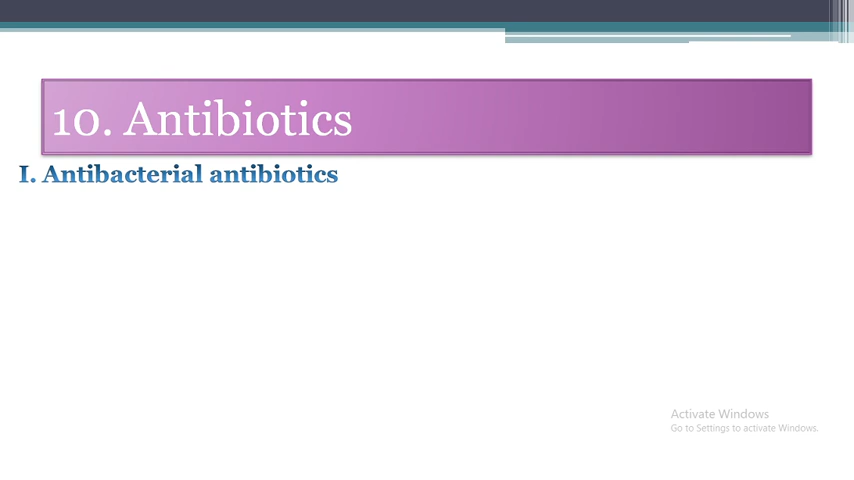 10. Antibiotics
I. Antibacterial antibiotics
Activate Windows
Go to Settings to activate Windows.